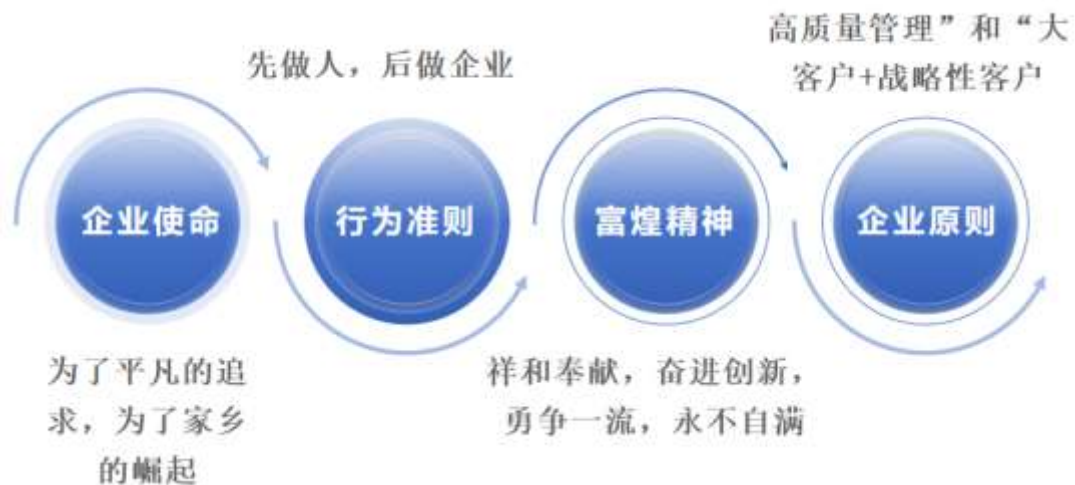 高质量管理”和“大
客户+战略性客户
先做人，后做企业
企业使命
行为准则
富煌精神
企业原则
为了平凡的追
求，为了家乡
的崛起
祥和奉献，奋进创新，
勇争一流，永不自满